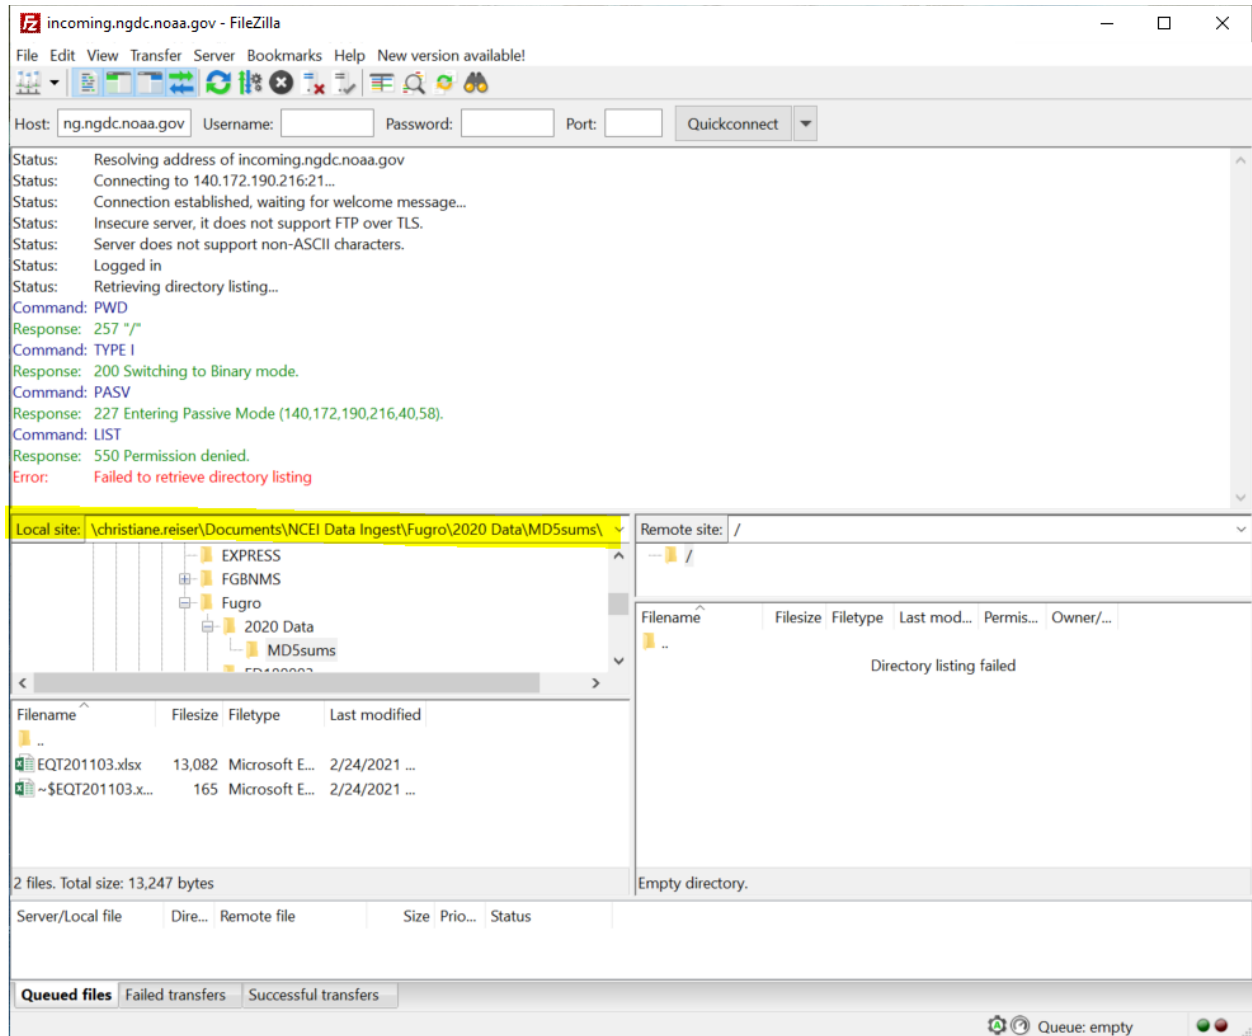 incoming.ngdc.noaa.gov - FileZilla
File Edit View Transfer Server Bookmarks Help New version available!
Host: ng.ngdc.noaa.gov Username: Password: Port: Quickconnect
Status: Resolving address of incoming.ngdc.noaa.gov
Status: Connecting to 140.172.190.216:21...
Status: Connection established, waiting for welcome message...
Status: Insecure server, it does not support FTP over TLS.
Status: Server does not support non-ASCII characters.
Status: Logged in
Status: Retrieving directory listing...
Command: PWD
Response: 257 "/"
Command: TYPE I
Response: 200 Switching to Binary mode.
Command: PASV
Response: 227 Entering Passive Mode (140,172,190,216,40,58).
Command: LIST
Response: 550 Permission denied.
Error: Failed to retrieve directory listing
Local site: \christiane.reiser\Documents\NCEI Data Ingest\Fugro\2020 Data\MD5sums\
EXPRESS
FGBNMS
Fugro
2020 Data
MD5sums
Filename Filesize Filetype Last modified
..
EQT201103.xlsx 13,082 Microsoft E... 2/24/2021 ...
~$EQT201103.x... 165 Microsoft E... 2/24/2021 ...
2 files. Total size: 13,247 bytes
Remote site: /
/
Filename Filesize Filetype Last mod... Permis... Owner/...
..
Directory listing failed
Empty directory.
Server/Local file Dire... Remote file Size Prio... Status
Queued files Failed transfers Successful transfers
Queue: empty